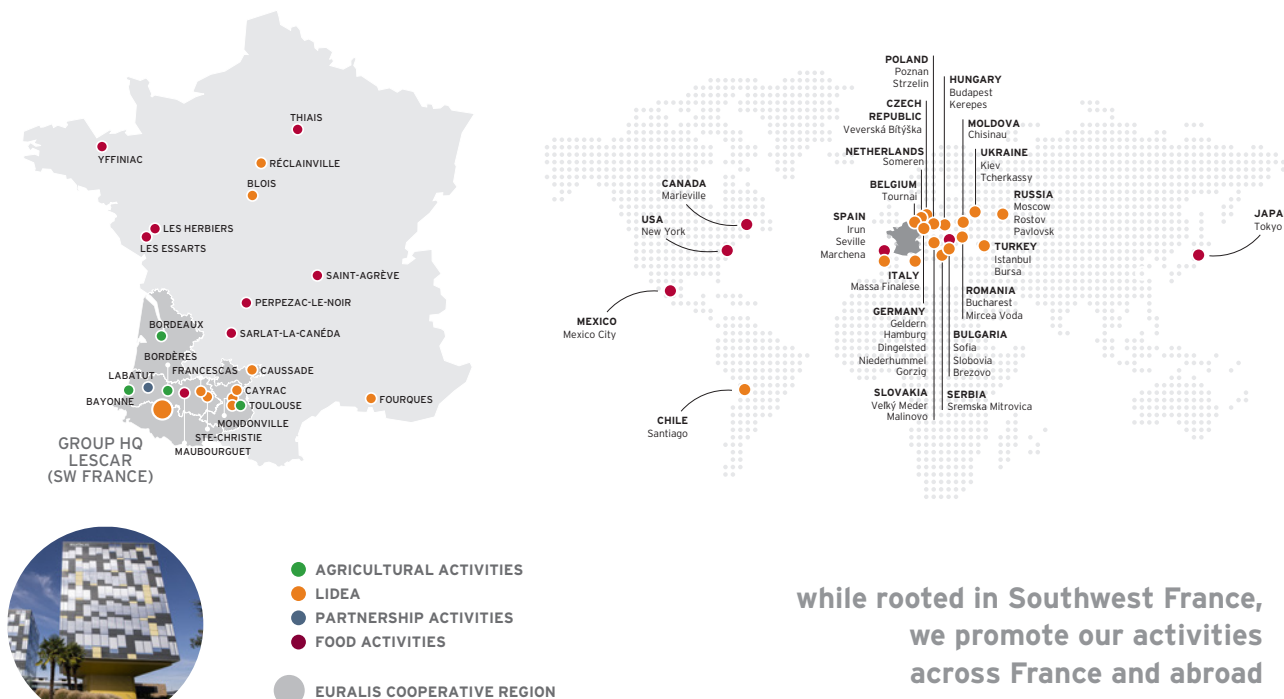 THIAIS
YFFINIAC
RÉCLAINVILLE
BLOIS
LES HERBIERS
LES ESSARTS
SAINT-AGRÈVE
PERPEZAC-LE-NOIR
BORDEAUX
SARLAT-LA-CANÉDA
BORDÈRES
FRANCESCAS
CAUSSADE
LABATUT
CAYRAC
BAYONNE
TOULOUSE
FOURQUES
MONDONVILLE
STE-CHRISTIE
MAUBOURGUET
GROUP HQ
LESCAR
(SW FRANCE)
POLAND
Poznan
Strzelin
HUNGARY
Budapest
Kerepes
CZECH
REPUBLIC
Veverská Bítýška
MOLDOVA
Chisinau
NETHERLANDS
Someren
UKRAINE
Kiev
Tcherkassy
BELGIUM
Tournai
RUSSIA
Moscow
Rostov
Pavlovsk
CANADA
Marieville
USA
New York
SPAIN
Irun
Seville
Marchena
JAPA
Tokyo
TURKEY
Istanbul
Bursa
ITALY
Massa Finalese
MEXICO
Mexico City
ROMANIA
Bucharest
Mircea Voda
GERMANY
Geldern
Hamburg
Dingelsted
Niederhummel
Gorzig
BULGARIA
Sofia
Slobovia
Brezovo
SLOVAKIA
Veľký Meder
Malinovo
SERBIA
Sremska Mitrovica
CHILE
Santiago
AGRICULTURAL ACTIVITIES
LIDEA
PARTNERSHIP ACTIVITIES
FOOD ACTIVITIES
EURALIS COOPERATIVE REGION
while rooted in Southwest France,
we promote our activities
across France and abroad